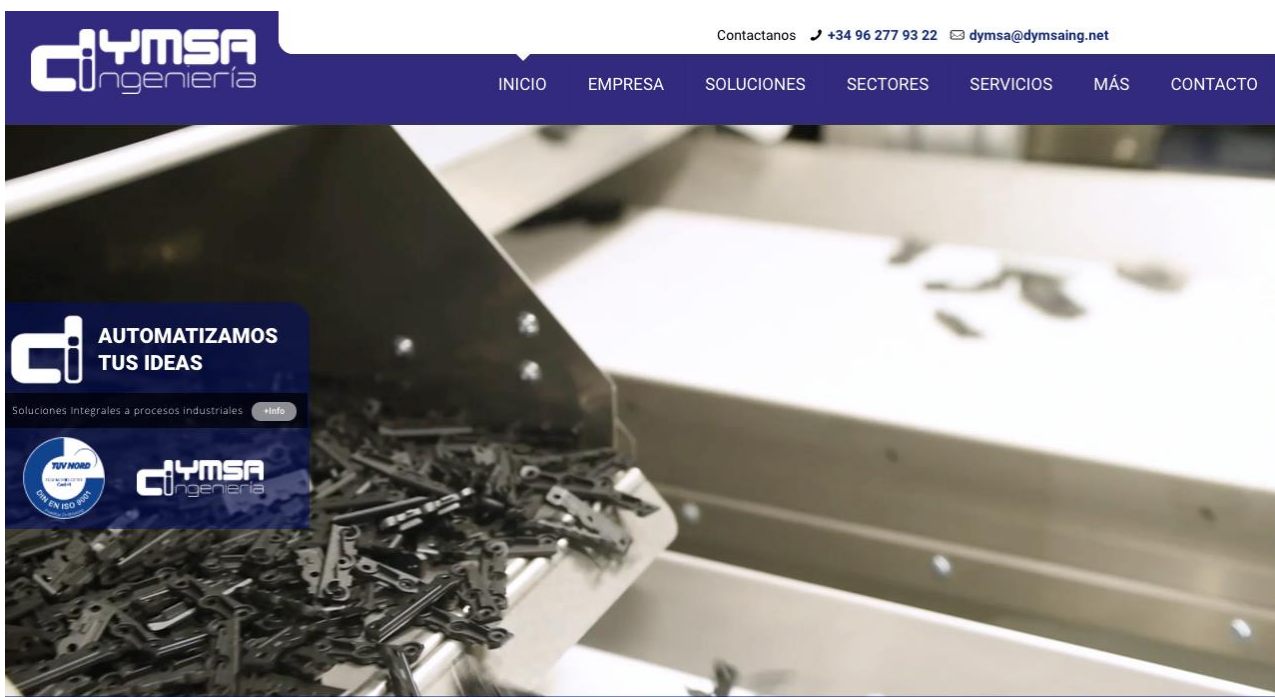 DYMSA
ingeniería
Contactanos +34 96 277 93 22 dymsa@dymsaing.net
INICIO EMPRESA SOLUCIONES SECTORES SERVICIOS MÁS CONTACTO
AUTOMATIZAMOS
TUS IDEAS
Soluciones Integrales a procesos industriales +Info
TÜV NORD
DIN EN ISO 9001
DYMSA
ingeniería